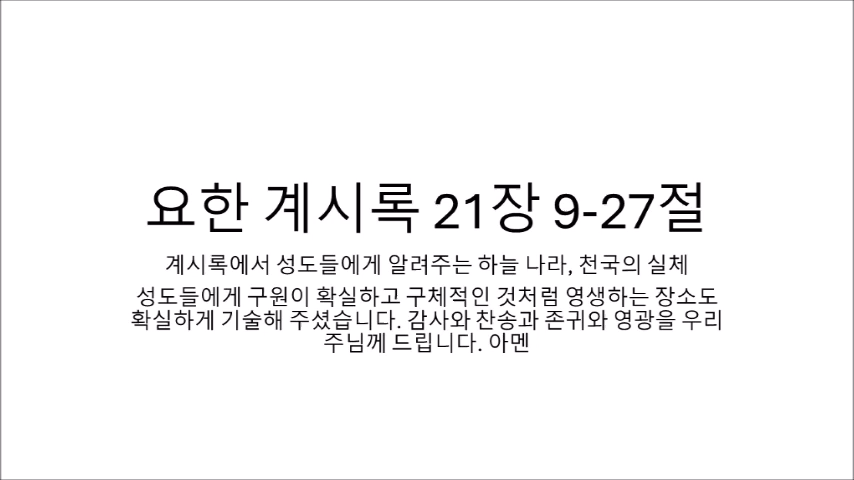 요한 계시록 21장 9-27절
계시록에서 성도들에게 알려주는 하늘 나라, 천국의 실체
성도들에게 구원이 확실하고 구체적인 것처럼 영생하는 장소도
확실하게 기술해 주셨습니다. 감사와 찬송과 존귀와 영광을 우리
주님께 드립니다. 아멘